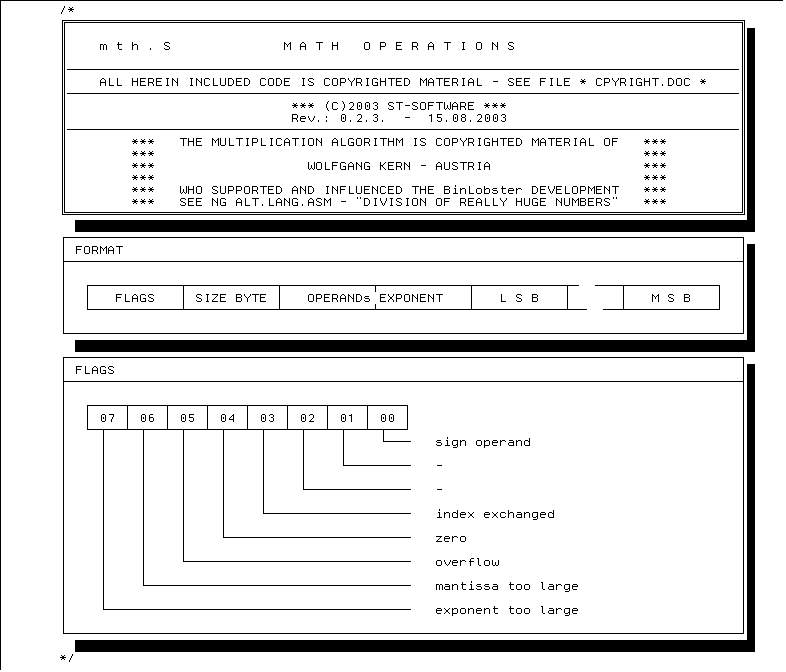 /*
m t h . S M A T H O P E R A T I O N S
ALL HEREIN INCLUDED CODE IS COPYRIGHTED MATERIAL - SEE FILE * CPYRIGHT.DOC *
*** (C)2003 ST-SOFTWARE ***
Rev.: 0.2.3. - 15.08.2003
*** THE MULTIPLICATION ALGORITHM IS COPYRIGHTED MATERIAL OF ***
*** ***
*** WOLFGANG KERN - AUSTRIA ***
*** ***
*** WHO SUPPORTED AND INFLUENCED THE BinLobster DEVELOPMENT ***
*** SEE NG ALT.LANG.ASM - "DIVISION OF REALLY HUGE NUMBERS" ***
FORMAT
FLAGS SIZE BYTE OPERANDs EXPONENT L S B M S B
FLAGS
07 06 05 04 03 02 01 00
sign operand
-
-
index exchanged
zero
overflow
mantissa too large
exponent too large
*/